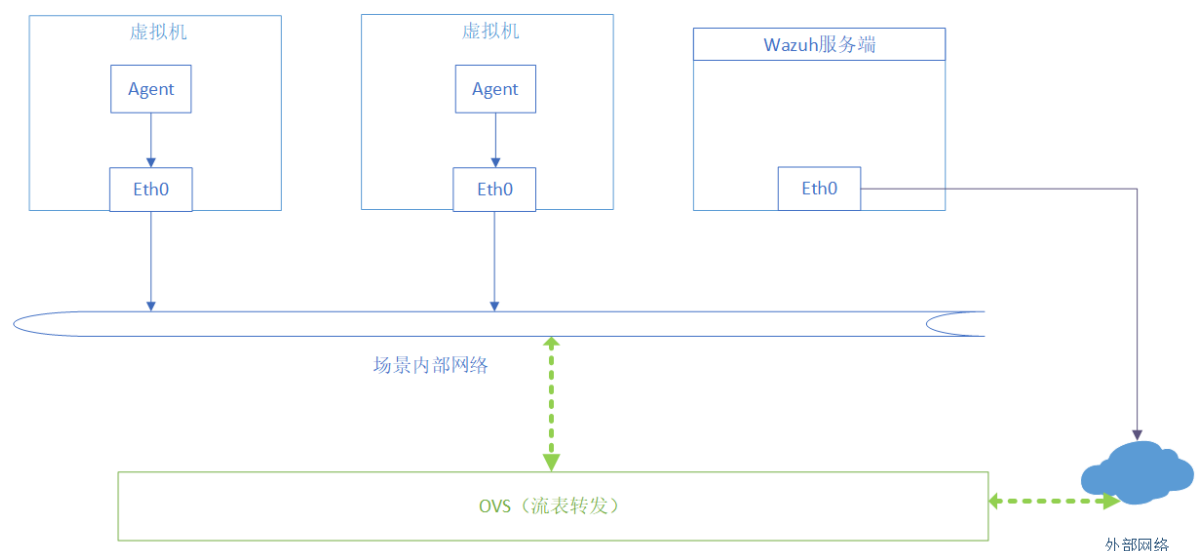 虚拟机
虚拟机
Wazuh服务端
Agent
Agent
Eth0
Eth0
Eth0
场景内部网络
OVS（流表转发）
外部网络